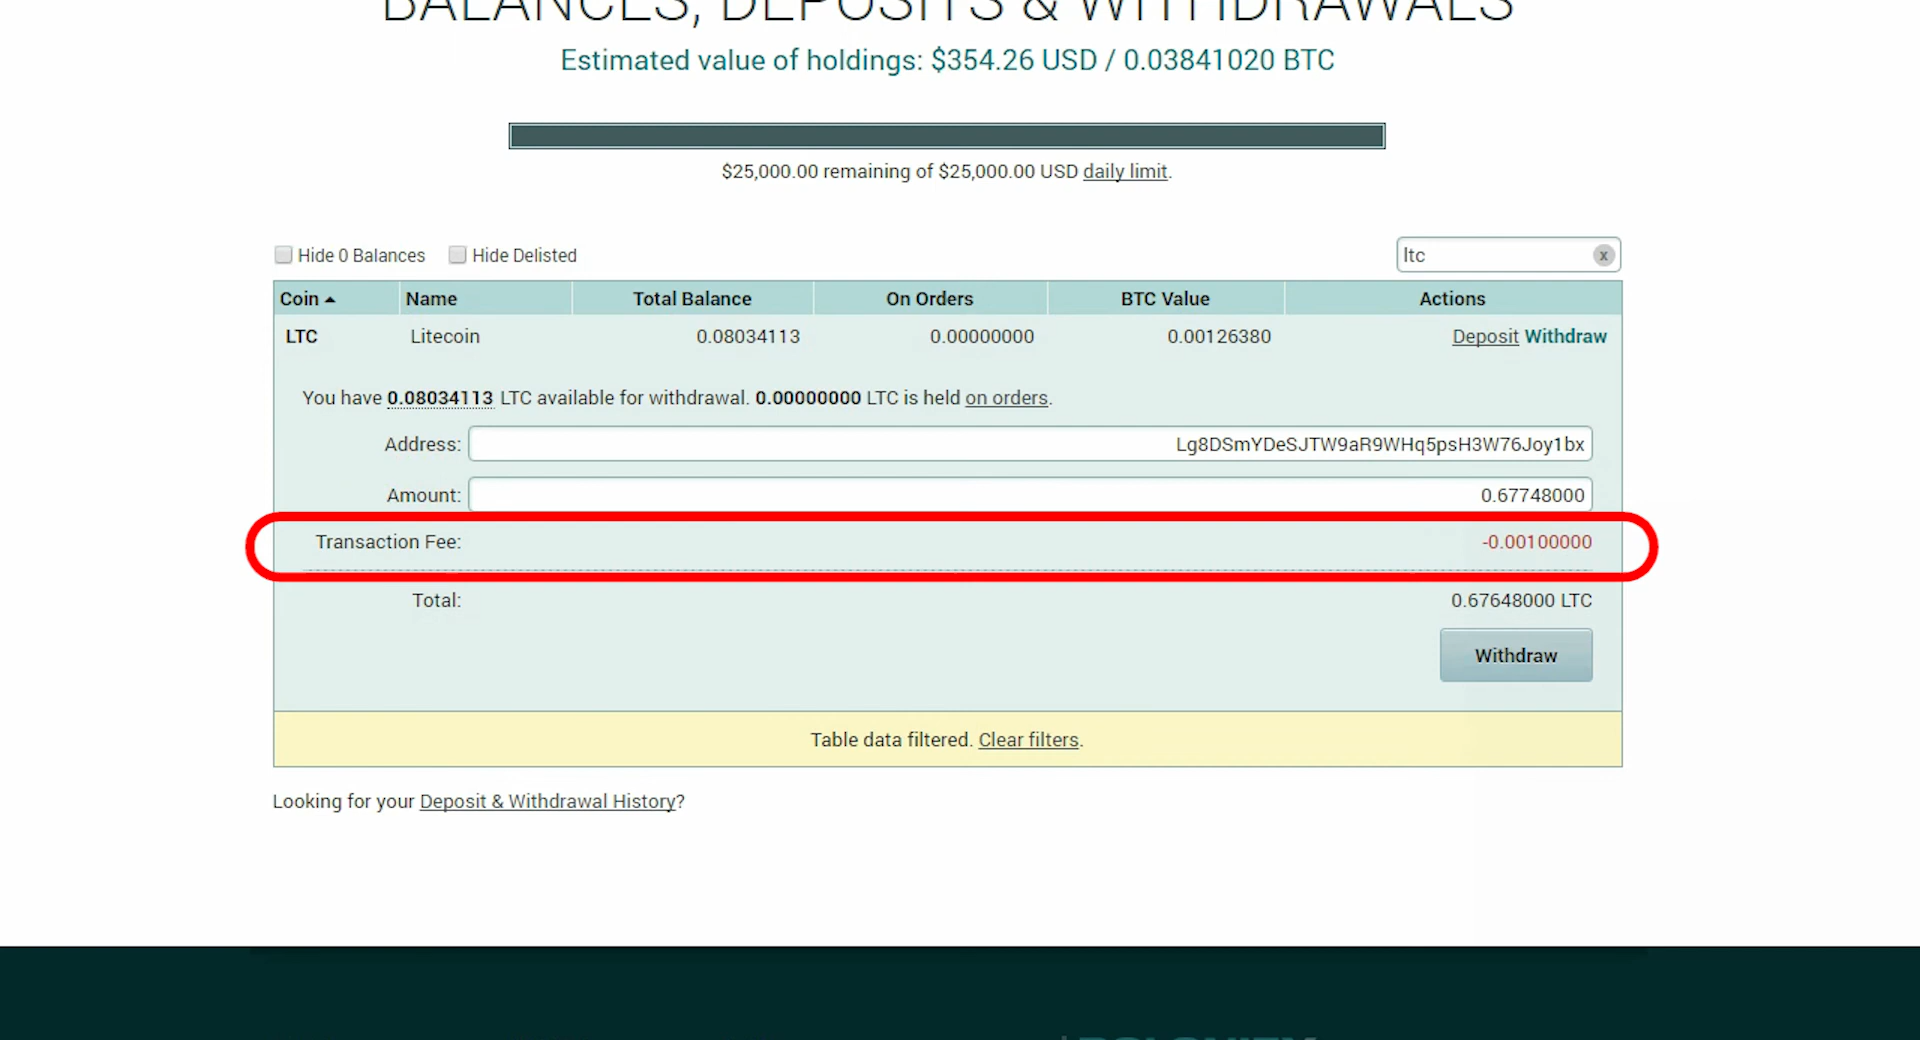 BALANCES, DEPOSITS & WITHDRAWALS
Estimated value of holdings: $354.26 USD / 0.03841020 BTC
$25,000.00 remaining of $25,000.00 USD daily limit.
Hide 0 Balances Hide Delisted ltc x
Coin Name Total Balance On Orders BTC Value Actions
LTC Litecoin 0.08034113 0.00000000 0.00126380 Deposit Withdraw
You have 0.08034113 LTC available for withdrawal. 0.00000000 LTC is held on orders.
Address: Lg8DSmYDeSJTW9aR9WHq5psH3W76Joy1bx
Amount: 0.67748000
Transaction Fee: -0.00100000
Total: 0.67648000 LTC
Withdraw
Table data filtered. Clear filters.
Looking for your Deposit & Withdrawal History?